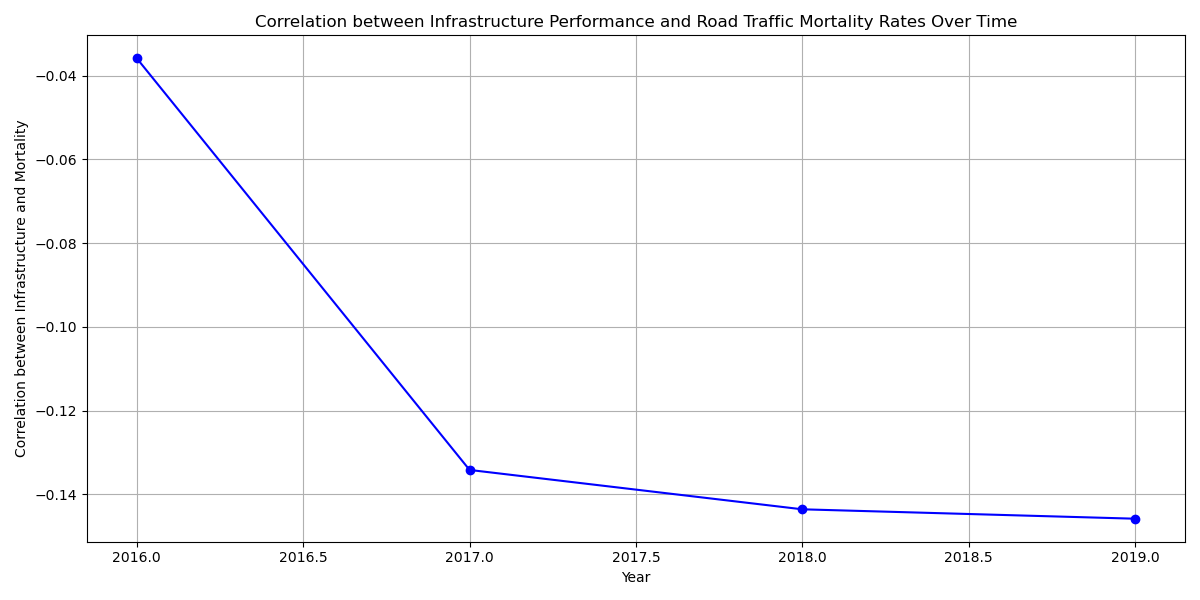 Correlation between Infrastructure Performance and Road Traffic Mortality Rates Over Time
Correlation between Infrastructure and Mortality
−0.04
−0.06
−0.08
−0.10
−0.12
−0.14
2016.0 2016.5 2017.0 2017.5 2018.0 2018.5 2019.0
Year